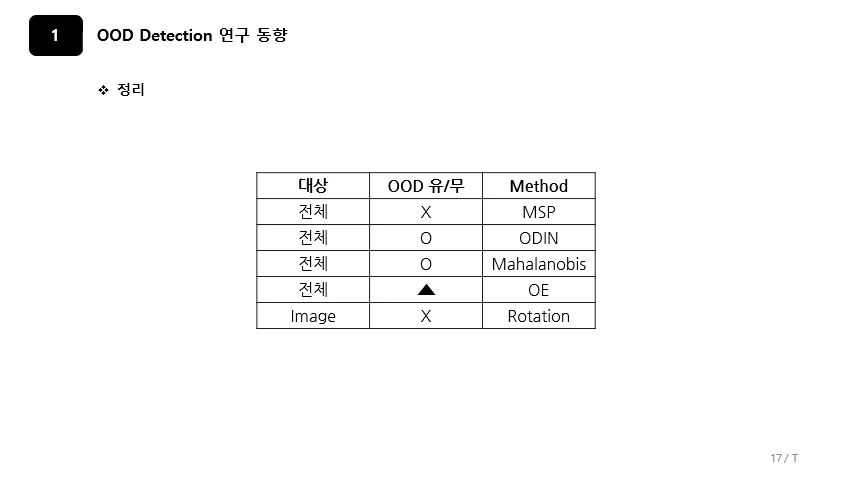 1
OOD Detection 연구 동향
❖ 정리
대상 OOD 유/무 Method
전체 X MSP
전체 O ODIN
전체 O Mahalanobis
전체 ▲ OE
Image X Rotation
17 / T